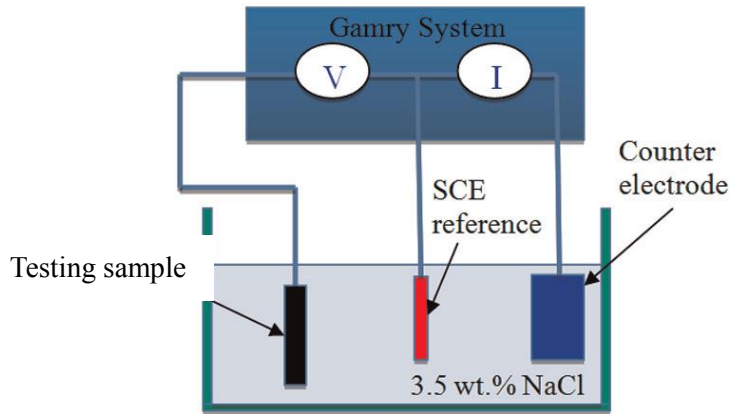 Gamry System
V
I
Counter
electrode
SCE
reference
Testing sample
3.5 wt.% NaCl